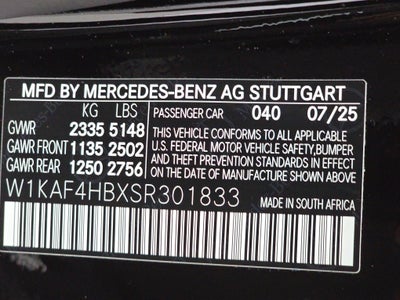 MFD BY MERCEDES-BENZ AG STUTTGART
KG LBS PASSENGER CAR 040 07/25
GVWR 2335 5148
GAWR FRONT 1135 2502
GAWR REAR 1250 2756
THIS VEHICLE CONFORMS TO ALL APPLICABLE
U.S. FEDERAL MOTOR VEHICLE SAFETY,BUMPER
AND THEFT PREVENTION STANDARDS IN EFFECT
ON THE DATE OF MANUFACTURE SHOWN ABOVE.
W1KAF4HBXSR301833
MADE IN SOUTH AFRICA